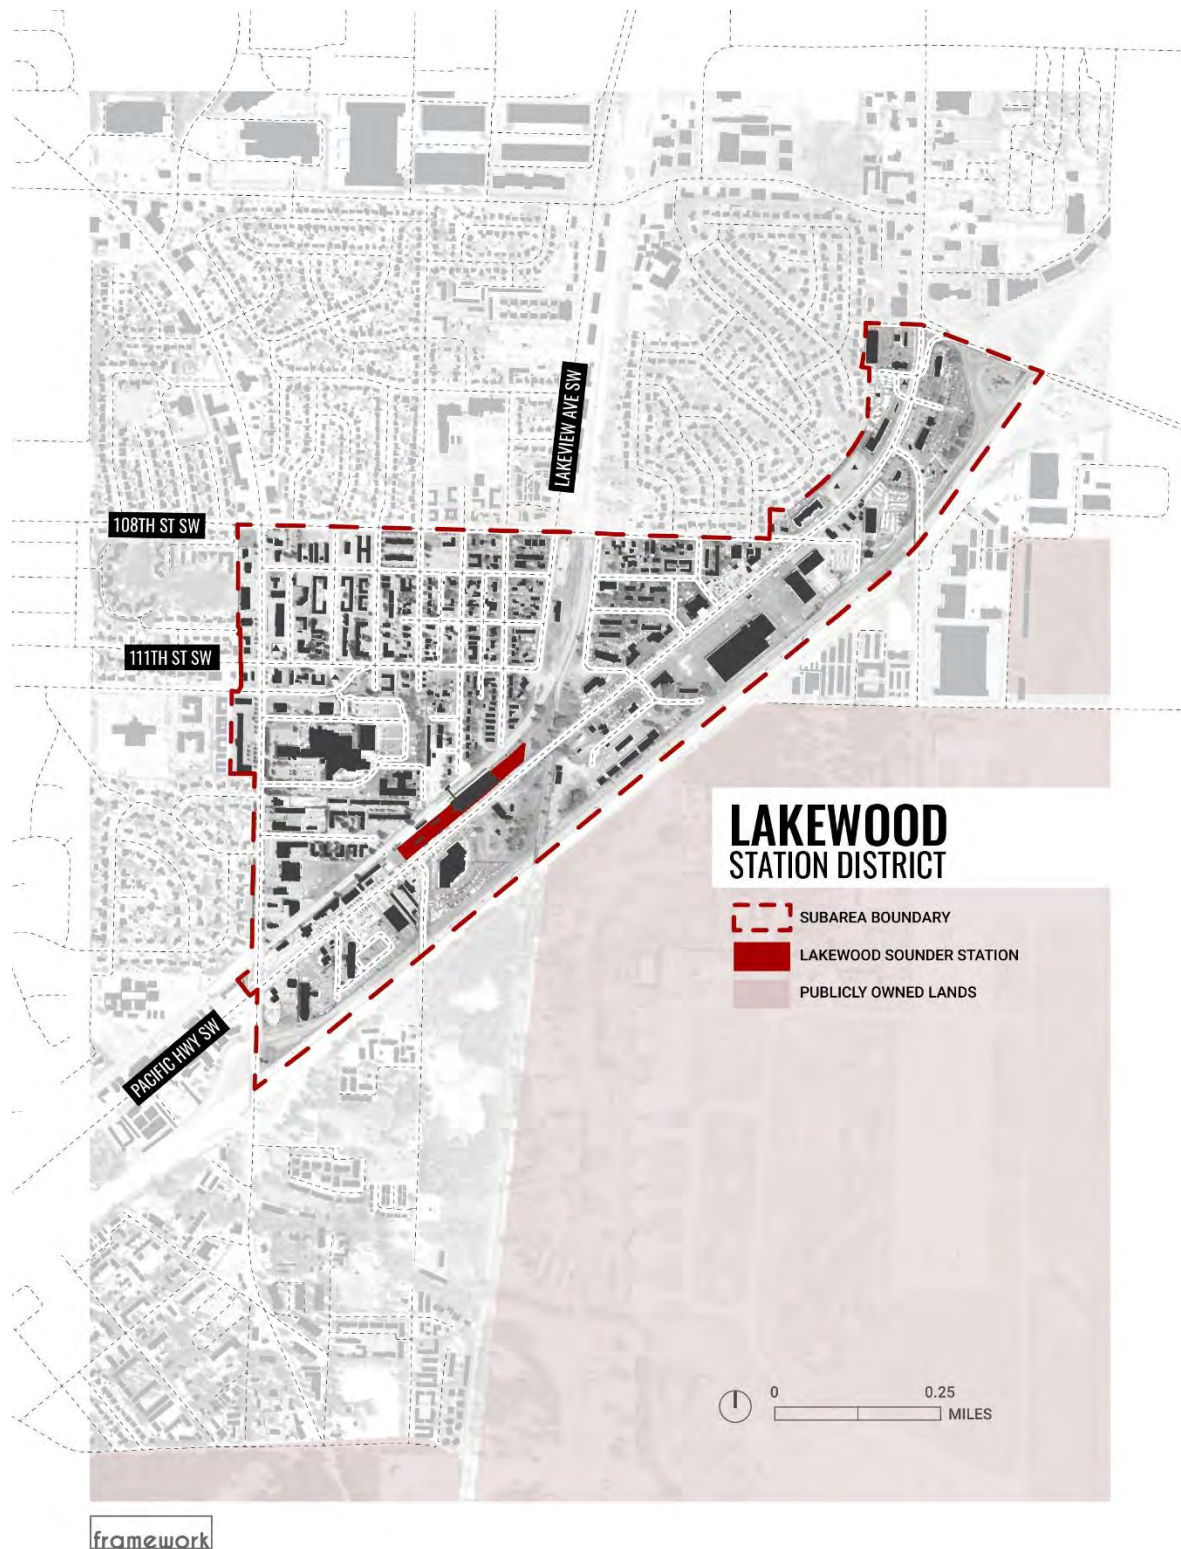 LAKEVIEW AVE SW
108TH ST SW
111TH ST SW
LAKEWOOD
STATION DISTRICT
SUBAREA BOUNDARY
LAKEWOOD SOUNDER STATION
PUBLICLY OWNED LANDS
PACIFIC HWY SW
0 0.25
MILES
framework